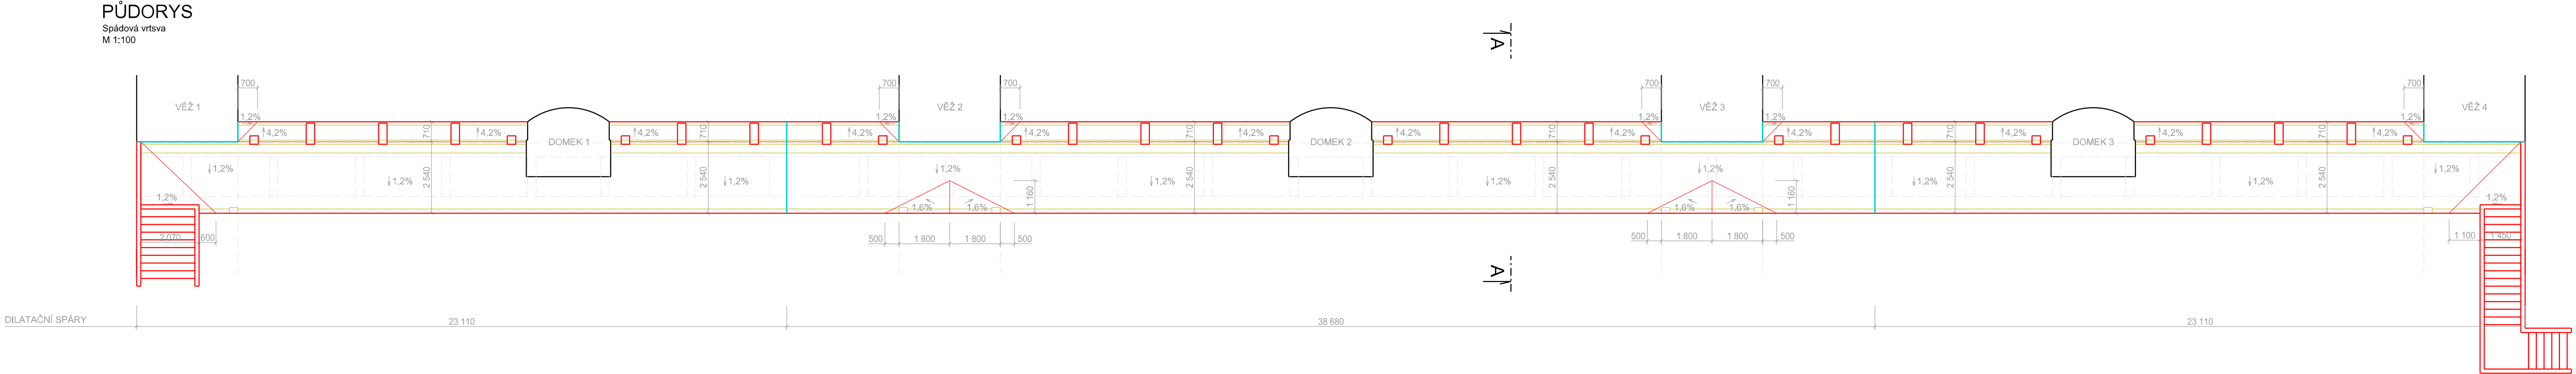 PŮDORYS
Spádová vrtsva
M 1:100
A
700 700 700 700 700 700
VĚŽ 1 VĚŽ 2 VĚŽ 3 VĚŽ 4
1,2% 1,2% 1,2% 1,2% 1,2% 1,2%
4,2% 710 4,2% 4,2% 710 4,2% 4,2% 710 4,2% 4,2% 710 4,2% 4,2% 710 4,2% 4,2% 710 4,2%
DOMEK 1 DOMEK 2 DOMEK 3
1,2% 1,2% 1,2% 1,2%
1,2% 2 540 2 540 1,2% 1,2% 2 540 1,2% 2 540 1,2% 2 540 1,2% 2 540
1,2% 1 160 1 160 1,2%
1,6% 1,6% 1,6% 1,6%
2 070 600 500 1 800 1 800 500 500 1 800 1 800 500 1 100 1 450
A
DILATAČNÍ SPÁRY 23 110 38 680 23 110